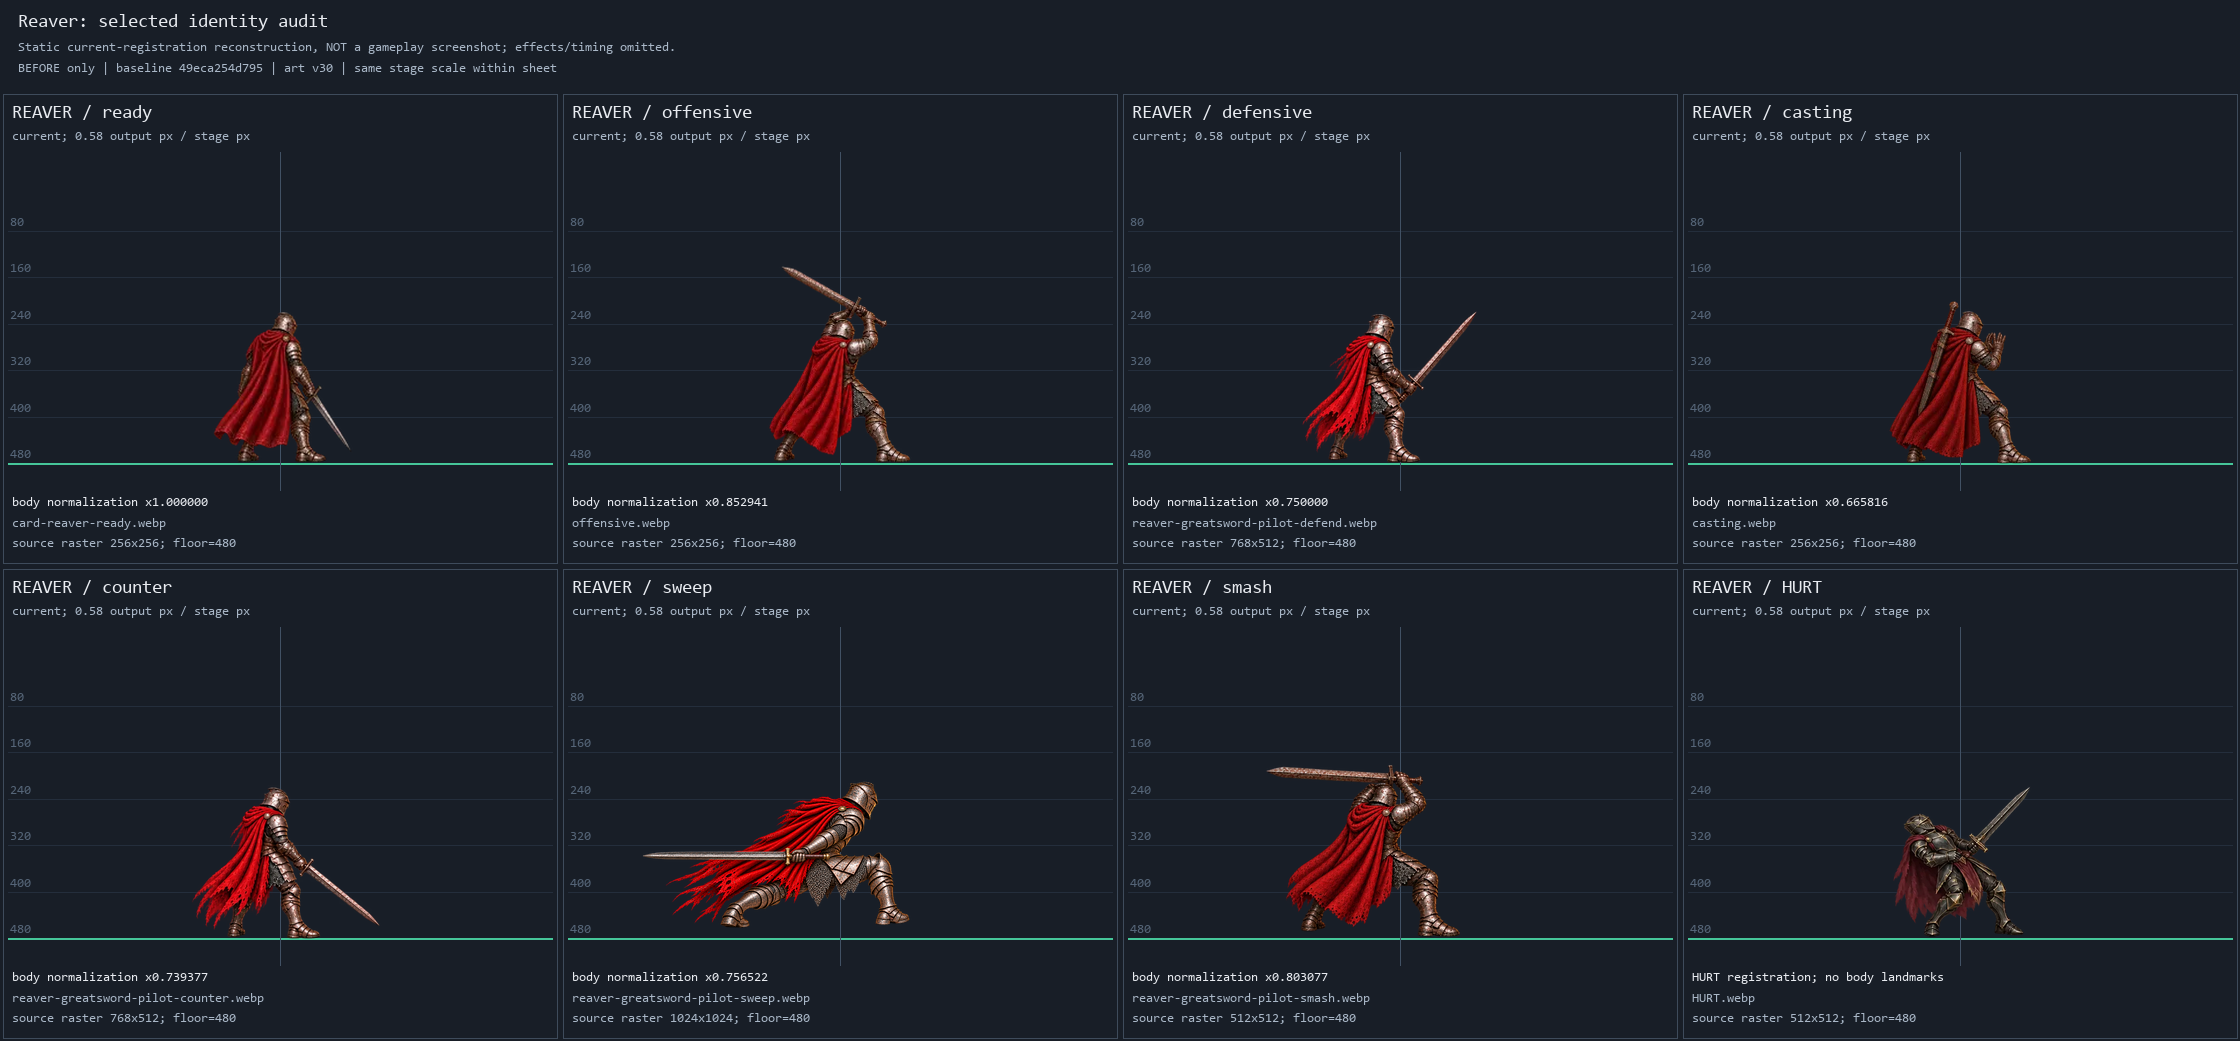 Reaver: selected identity audit
Static current-registration reconstruction, NOT a gameplay screenshot; effects/timing omitted.
BEFORE only | baseline 49eca254d795 | art v30 | same stage scale within sheet
REAVER / ready
current; 0.58 output px / stage px
80
160
240
320
400
480
body normalization x1.000000
card-reaver-ready.webp
source raster 256x256; floor=480
REAVER / offensive
current; 0.58 output px / stage px
80
160
240
320
400
480
body normalization x0.852941
offensive.webp
source raster 256x256; floor=480
REAVER / defensive
current; 0.58 output px / stage px
80
160
240
320
400
480
body normalization x0.750000
reaver-greatsword-pilot-defend.webp
source raster 768x512; floor=480
REAVER / casting
current; 0.58 output px / stage px
80
160
240
320
400
480
body normalization x0.665816
casting.webp
source raster 256x256; floor=480
REAVER / counter
current; 0.58 output px / stage px
80
160
240
320
400
480
body normalization x0.739377
reaver-greatsword-pilot-counter.webp
source raster 768x512; floor=480
REAVER / sweep
current; 0.58 output px / stage px
80
160
240
320
400
480
body normalization x0.756522
reaver-greatsword-pilot-sweep.webp
source raster 1024x1024; floor=480
REAVER / smash
current; 0.58 output px / stage px
80
160
240
320
400
480
body normalization x0.803077
reaver-greatsword-pilot-smash.webp
source raster 512x512; floor=480
REAVER / HURT
current; 0.58 output px / stage px
80
160
240
320
400
480
HURT registration; no body landmarks
HURT.webp
source raster 512x512; floor=480